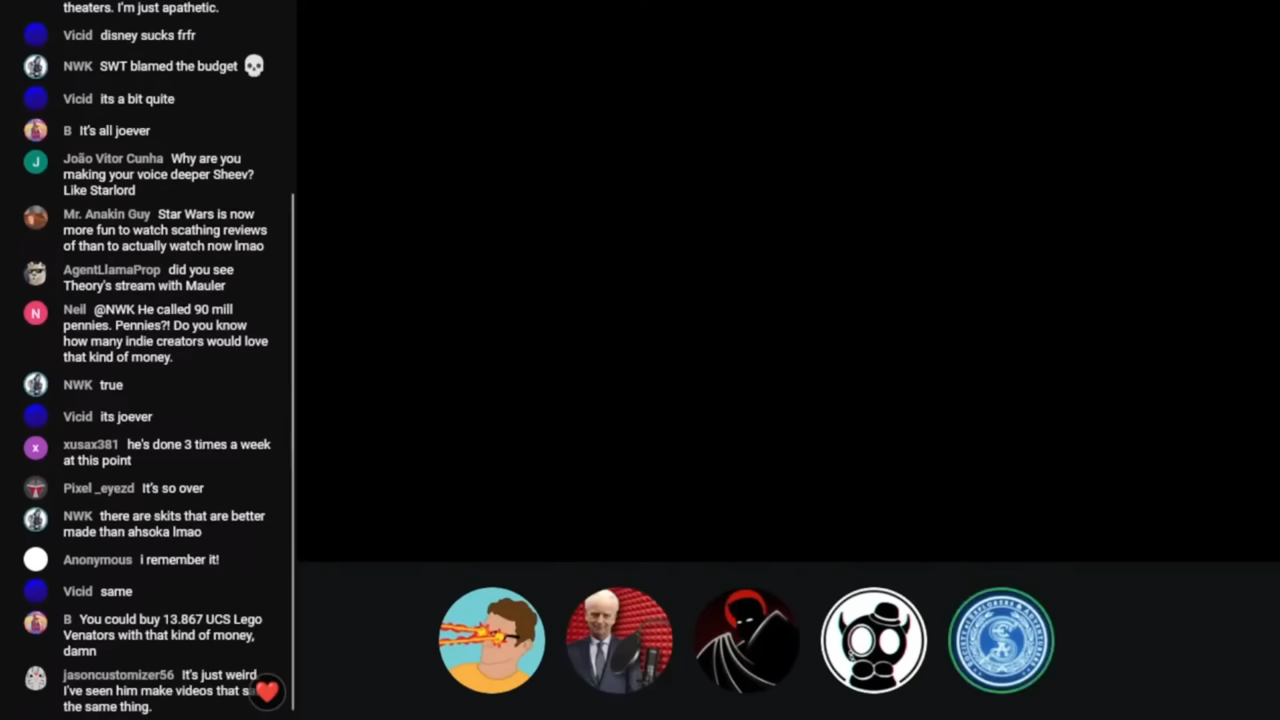 theaters. I'm just apathetic.
Vicid disney sucks frfr
NWK SWT blamed the budget 💀
Vicid its a bit quite
B It's all joever
J João Vitor Cunha Why are you
making your voice deeper Sheev?
Like Starlord
Mr. Anakin Guy Star Wars is now
more fun to watch scathing reviews
of than to actually watch now lmao
AgentLlamaProp did you see
Theory's stream with Mauler
N Neil @NWK He called 90 mill
pennies. Pennies?! Do you know
how many indie creators would love
that kind of money.
NWK true
Vicid its joever
x xusax381 he's done 3 times a week
at this point
Pixel_eyezd It's so over
NWK there are skits that are better
made than ahsoka lmao
Anonymous i remember it!
Vicid same
B You could buy 13.867 UCS Lego
Venators with that kind of money,
damn
jasoncustomizer56 It's just weird
I've seen him make videos that
the same thing.